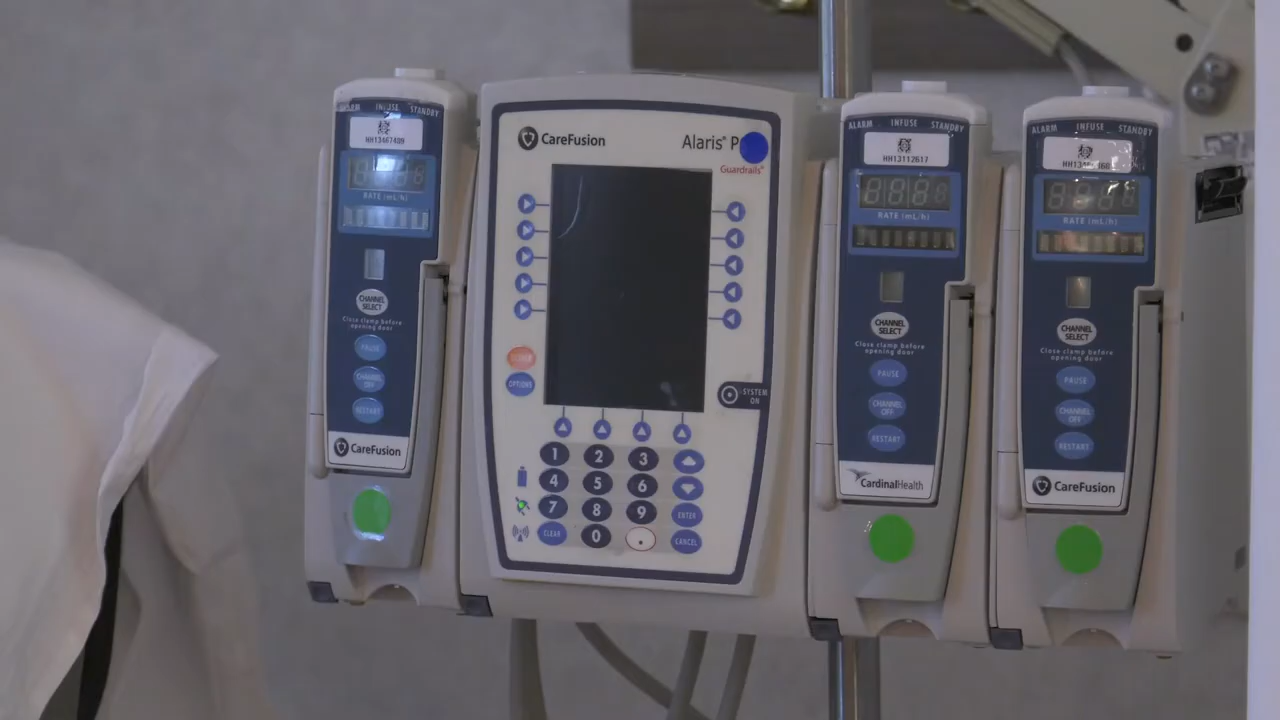 INFUSE STANDBY
HH13467409
RATE (mL/h)
CHANNEL
SELECT
Close clamp before
opening door
PAUSE
CHANNEL
OFF
RESTART
CareFusion
CareFusion
Alaris® P
Guardrails®
OPTIONS
SYSTEM
ON
1 2 3
4 5 6
7 8 9 ENTER
CLEAR 0 . CANCEL
ALARM INFUSE STANDBY
HH13112617
RATE (mL/h)
CHANNEL
SELECT
Close clamp before
opening door
PAUSE
CHANNEL
OFF
RESTART
CardinalHealth
ALARM INFUSE STANDBY
RATE (mL/h)
CHANNEL
SELECT
Close clamp before
opening door
PAUSE
CHANNEL
OFF
RESTART
CareFusion